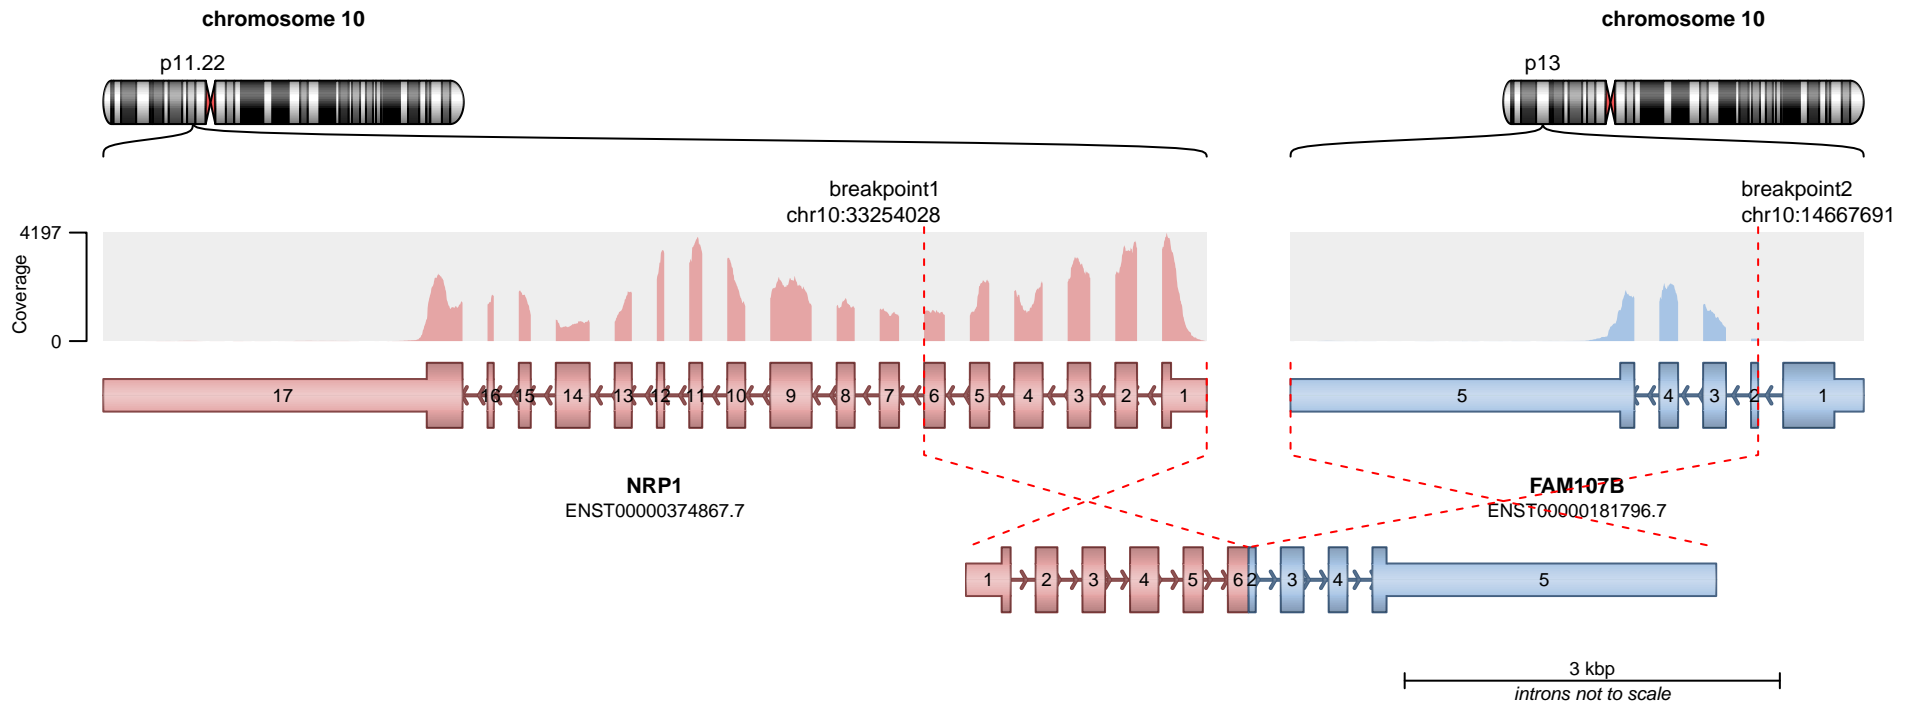 chromosome 10
chromosome 10
p11.22
p13
breakpoint1
chr10:33254028
breakpoint2
chr10:14667691
4197
Coverage
0
17 16 15 14 13 12 11 10 9 8 7 6 5 4 3 2 1
5 4 3 2 1
NRP1
ENST00000374867.7
FAM107B
ENST00000181796.7
1 2 3 4 5 6 2 3 4 5
3 kbp
introns not to scale